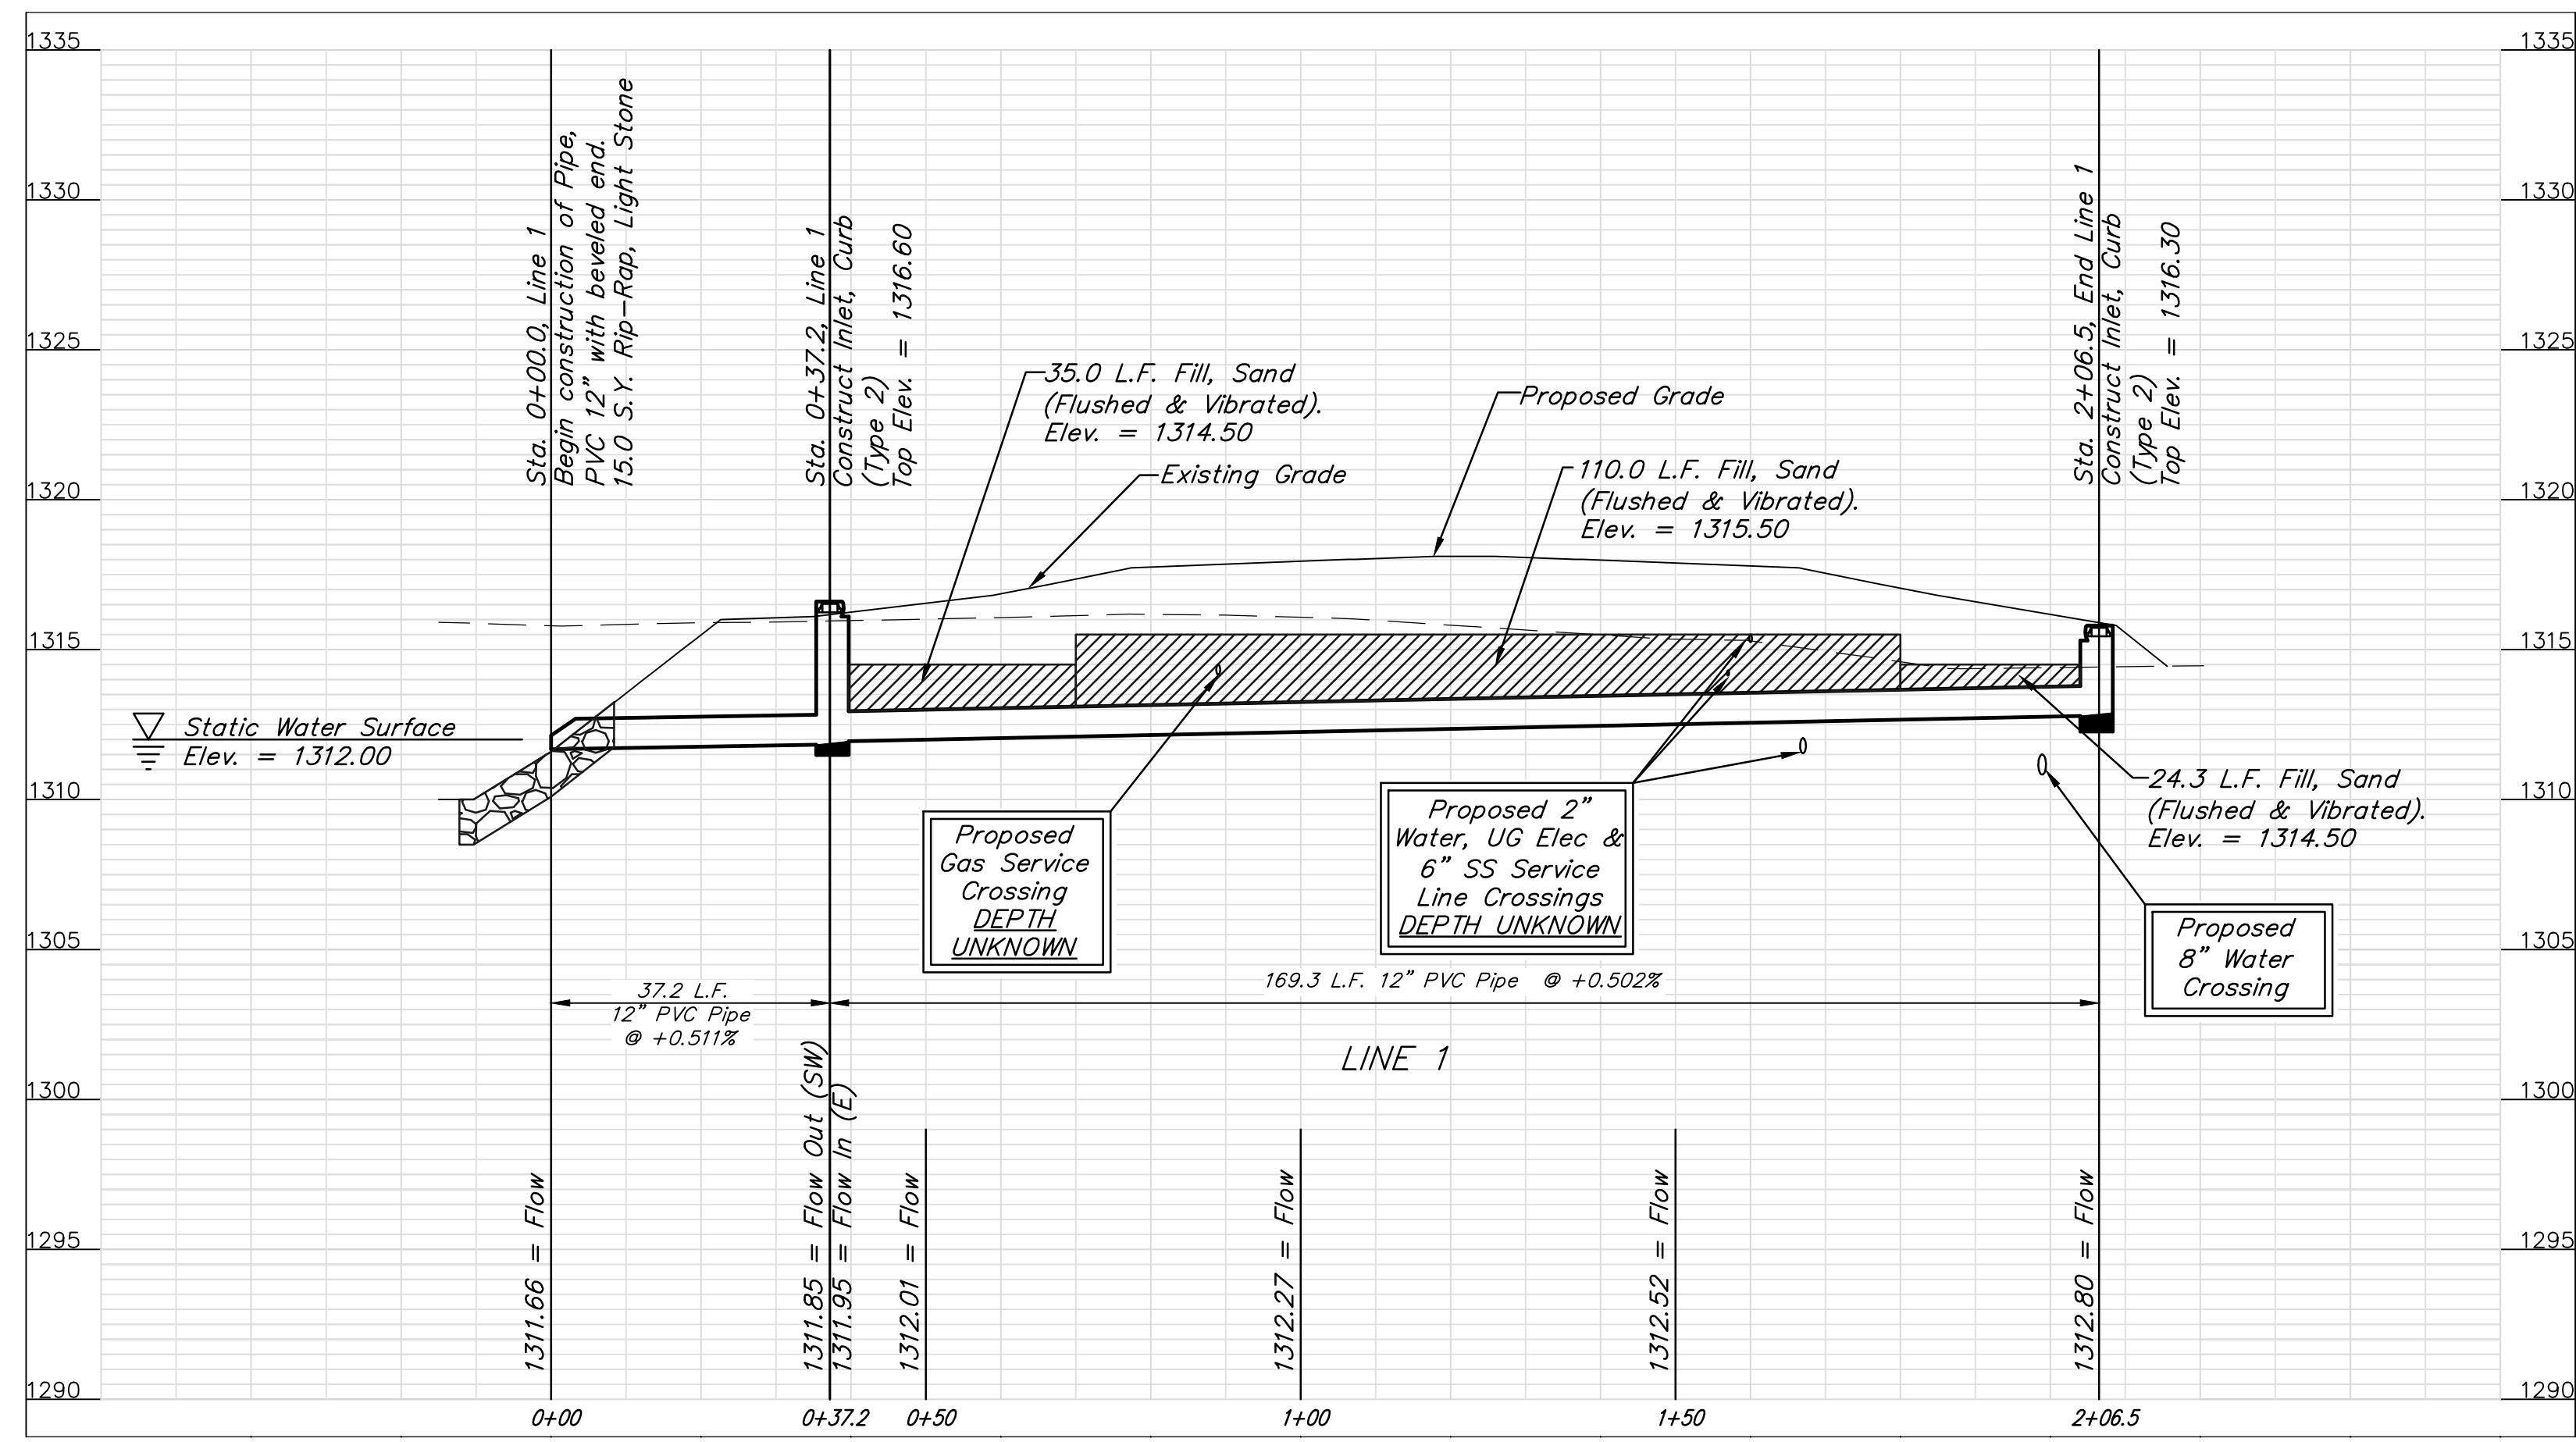 1335
1330
1325
1320
1315
1310
1305
1300
1295
1290
Sta. 0+00.0, Line 1
Begin construction of Pipe,
PVC 12" with beveled end.
15.0 S.Y. Rip-Rap, Light Stone
Sta. 0+37.2, Line 1
Construct Inlet, Curb
(Type 2)
Top Elev. = 1316.60
35.0 L.F. Fill, Sand
(Flushed & Vibrated).
Elev. = 1314.50
Existing Grade
Proposed Grade
110.0 L.F. Fill, Sand
(Flushed & Vibrated).
Elev. = 1315.50
Sta. 2+06.5, End Line 1
Construct Inlet, Curb
(Type 2)
Top Elev. = 1316.30
Static Water Surface
Elev. = 1312.00
Proposed
Gas Service
Crossing
DEPTH
UNKNOWN
Proposed 2"
Water, UG Elec &
6" SS Service
Line Crossings
DEPTH UNKNOWN
24.3 L.F. Fill, Sand
(Flushed & Vibrated).
Elev. = 1314.50
Proposed
8" Water
Crossing
37.2 L.F.
12" PVC Pipe
@ +0.511%
169.3 L.F. 12" PVC Pipe @ +0.502%
LINE 1
1311.66 = Flow
1311.85 = Flow Out (SW)
1311.95 = Flow In (E)
1312.01 = Flow
1312.27 = Flow
1312.52 = Flow
1312.80 = Flow
0+00
0+37.2
0+50
1+00
1+50
2+06.5
1335
1330
1325
1320
1315
1310
1305
1300
1295
1290